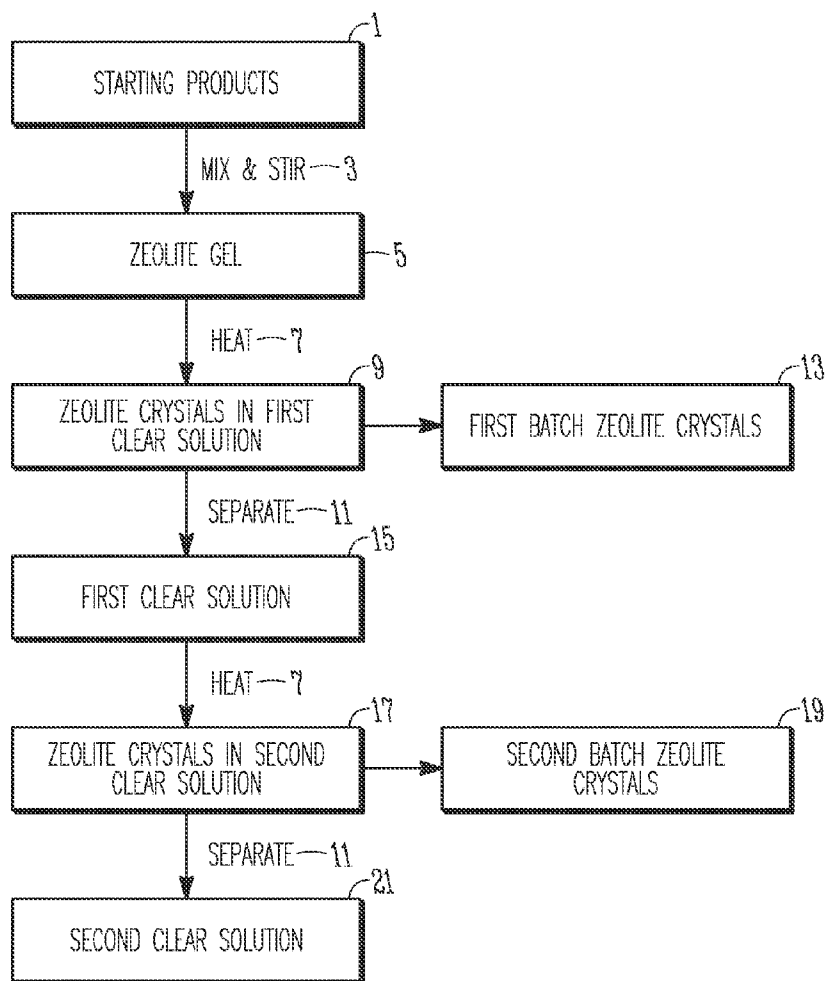 1
STARTING PRODUCTS
MIX & STIR 3
ZEOLITE GEL
5
HEAT 7
9
ZEOLITE CRYSTALS IN FIRST
CLEAR SOLUTION
13
FIRST BATCH ZEOLITE CRYSTALS
SEPARATE 11
15
FIRST CLEAR SOLUTION
HEAT 7
17
ZEOLITE CRYSTALS IN SECOND
CLEAR SOLUTION
19
SECOND BATCH ZEOLITE
CRYSTALS
SEPARATE 11
21
SECOND CLEAR SOLUTION